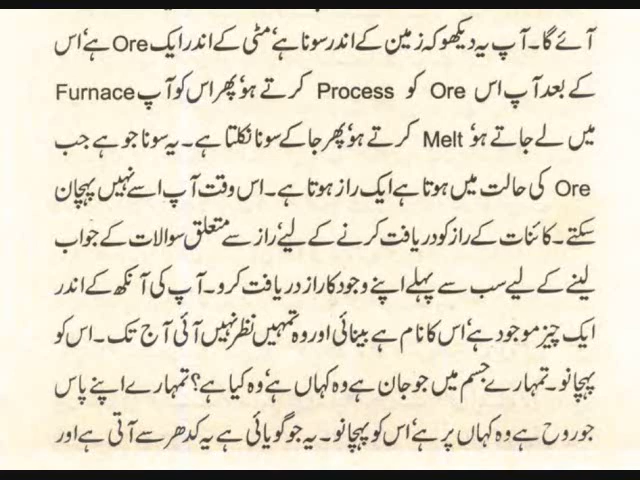 آئے گا۔ آپ یہ دیکھو کہ زمین کے اندر سونا ہے، مٹی کے اندر ایک Ore ہے، اس
کے بعد آپ اس Ore کو Process کرتے ہو، پھر اس کو آپ Furnace
میں لے جاتے ہو، Melt کرتے ہو، پھر جا کے سونا نکلتا ہے۔ یہ سونا جو ہے جب
Ore کی حالت میں ہوتا ہے ایک راز ہوتا ہے۔ اس وقت آپ اسے نہیں پہچان
سکتے۔ کائنات کے راز کو دریافت کرنے کے لیے، راز سے متعلق سوالات کے جواب
لینے کے لیے سب سے پہلے اپنے وجود کا راز دریافت کرو۔ آپ کی آنکھ کے اندر
ایک چیز موجود ہے، اس کا نام ہے بینائی اور وہ تمہیں نظر نہیں آئی آج تک۔ اس کو
پہچانو۔ تمہارے جسم میں جو جان ہے وہ کہاں ہے، وہ کیا ہے؟ تمہارے اپنے پاس
جو روح ہے وہ کہاں پر ہے، اس کو پہچانو۔ یہ جو گویائی ہے یہ کدھر سے آتی ہے اور